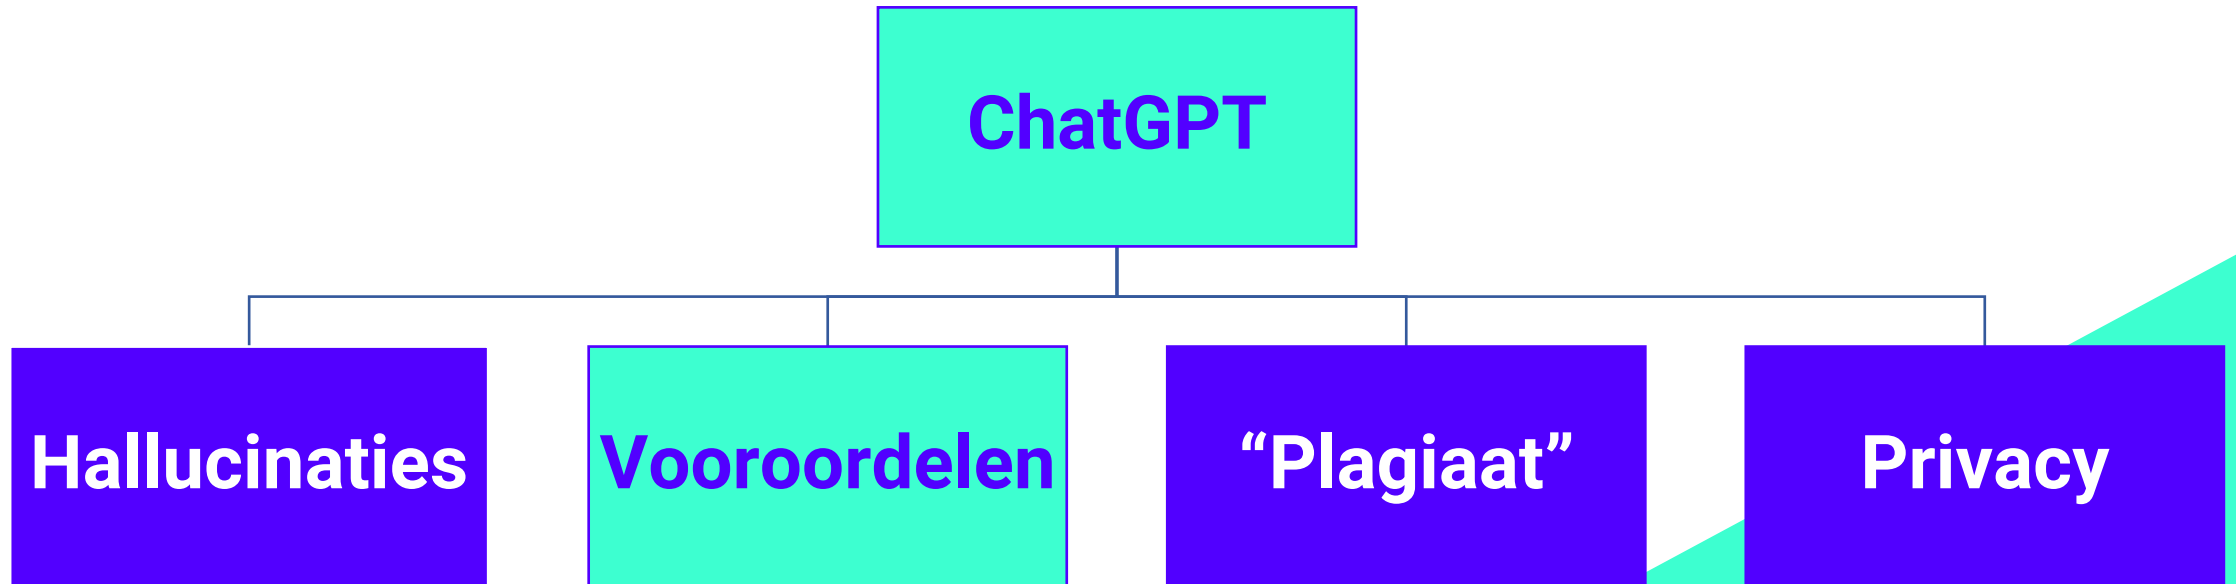 ChatGPT
Hallucinaties
Vooroordelen
“Plagiaat”
Privacy